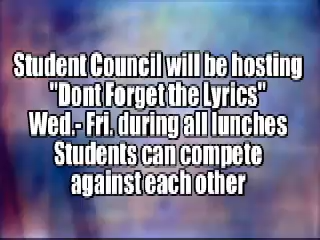 Student Council will be hosting
"Dont Forget the Lyrics"
Wed.- Fri. during all lunches
Students can compete
against each other